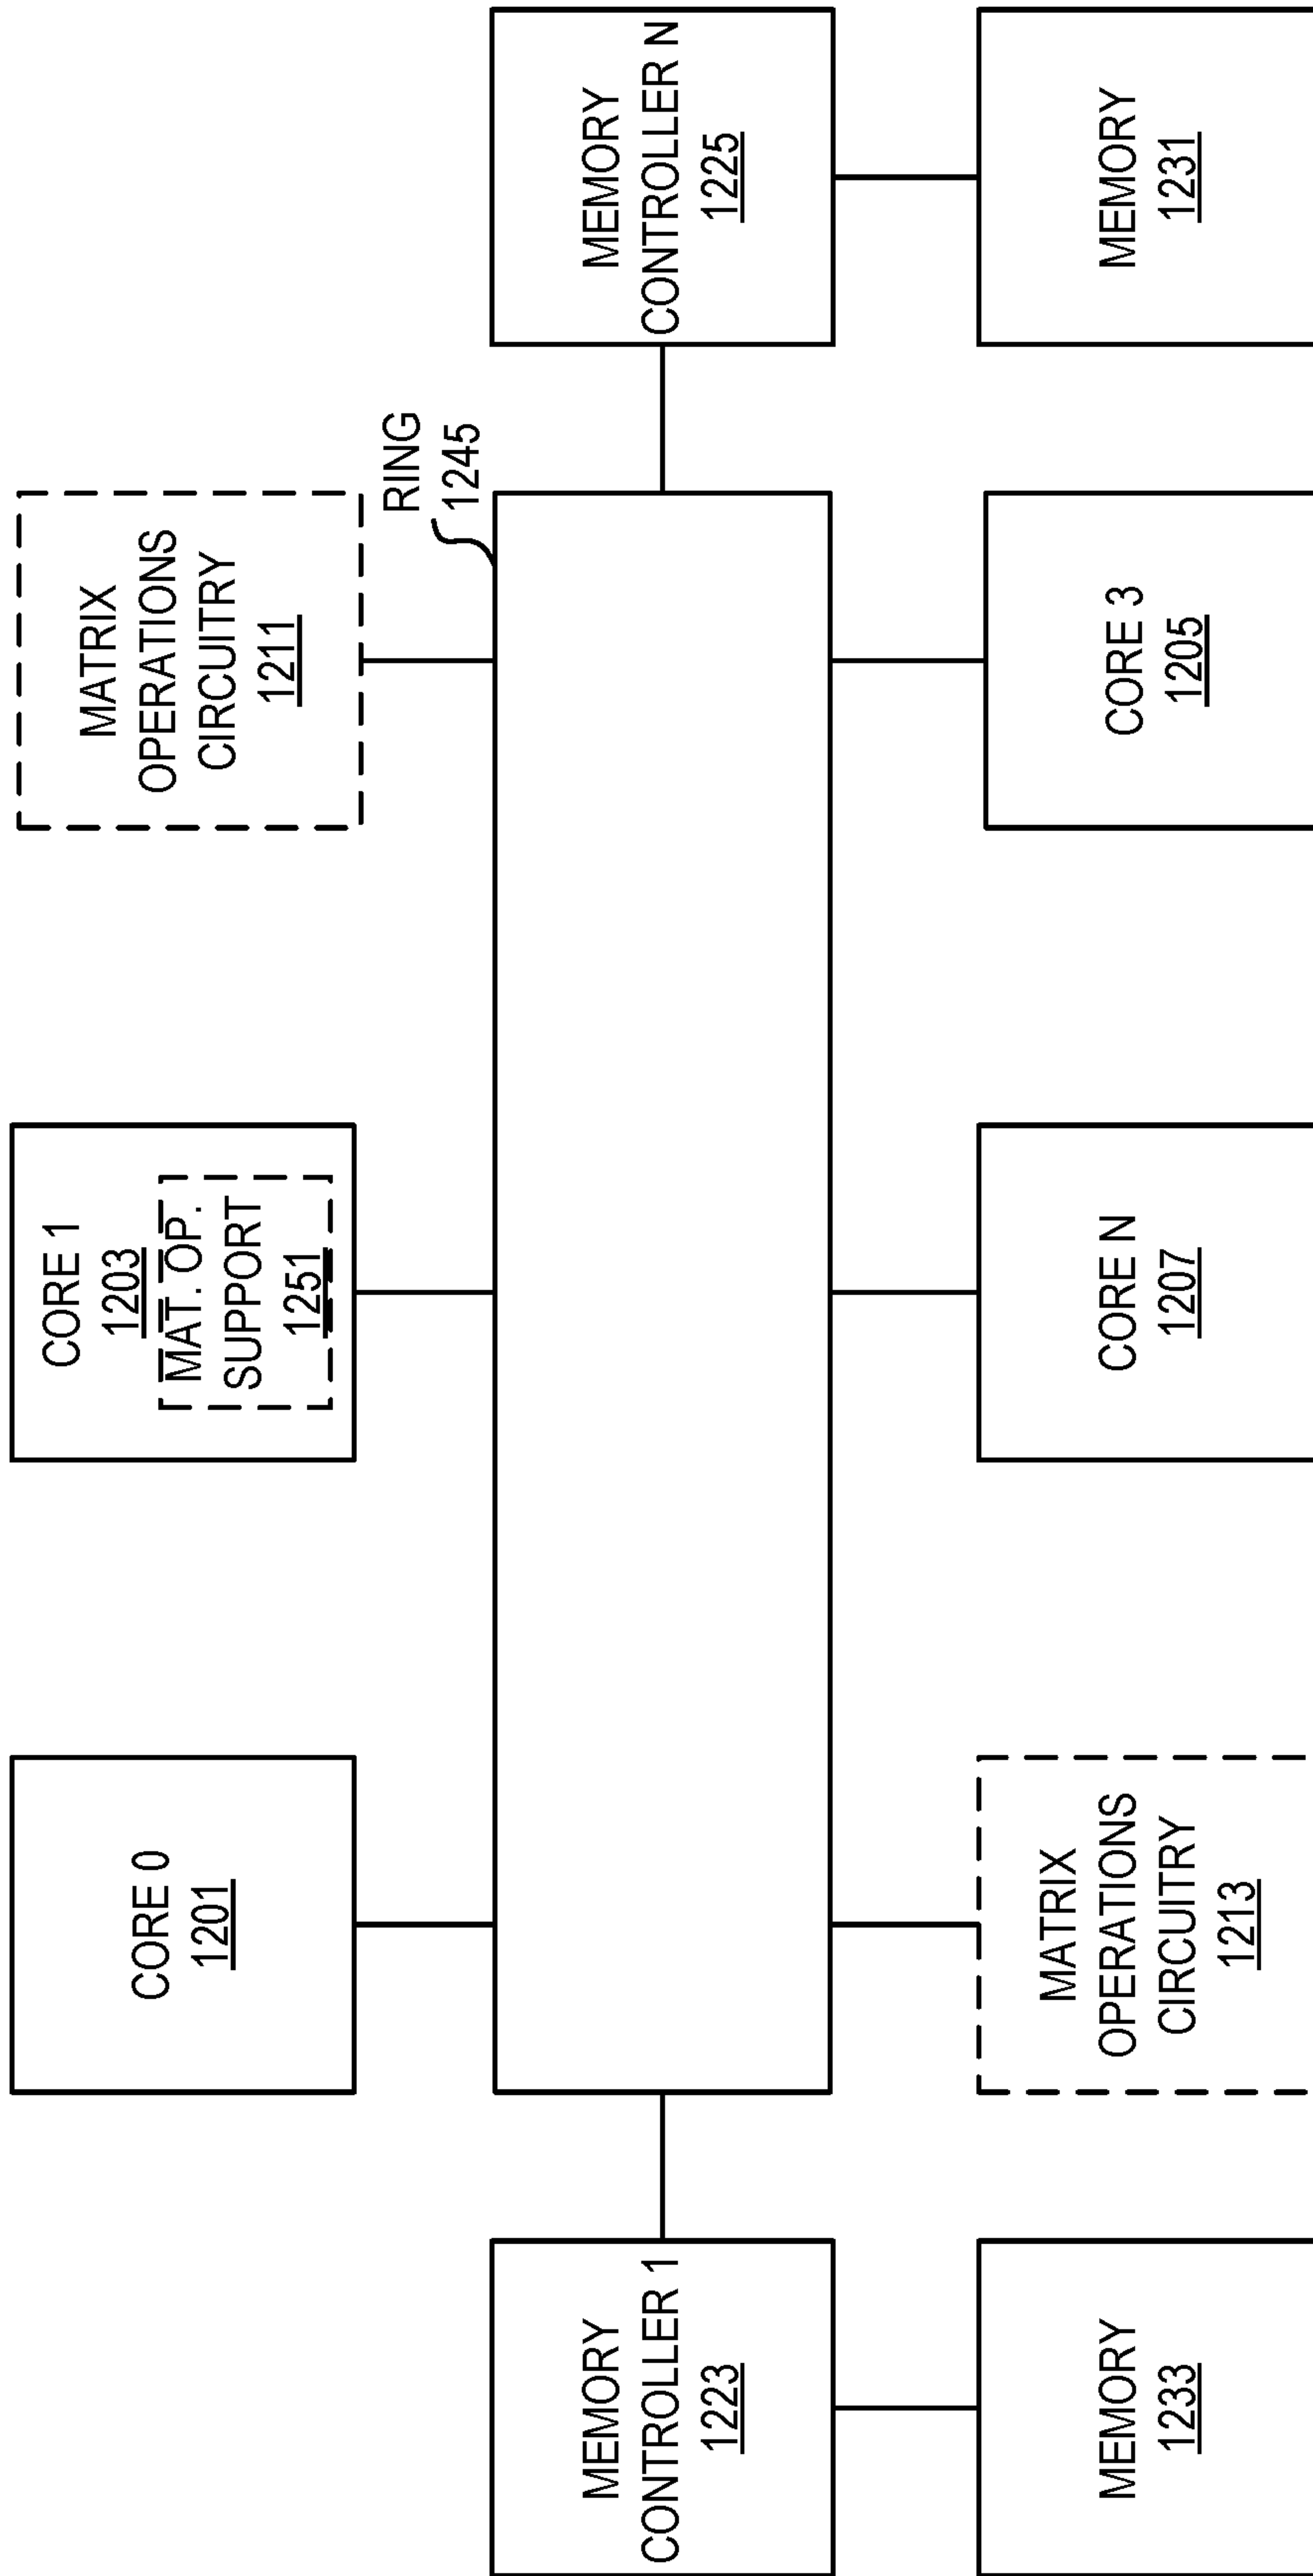 CORE 0
1201
CORE 1
1203
MAT. OP.
SUPPORT
1251
MATRIX
OPERATIONS
CIRCUITRY
1211
RING
1245
MEMORY
CONTROLLER 1
1223
MEMORY
CONTROLLER N
1225
MEMORY
1233
MATRIX
OPERATIONS
CIRCUITRY
1213
CORE N
1207
CORE 3
1205
MEMORY
1231